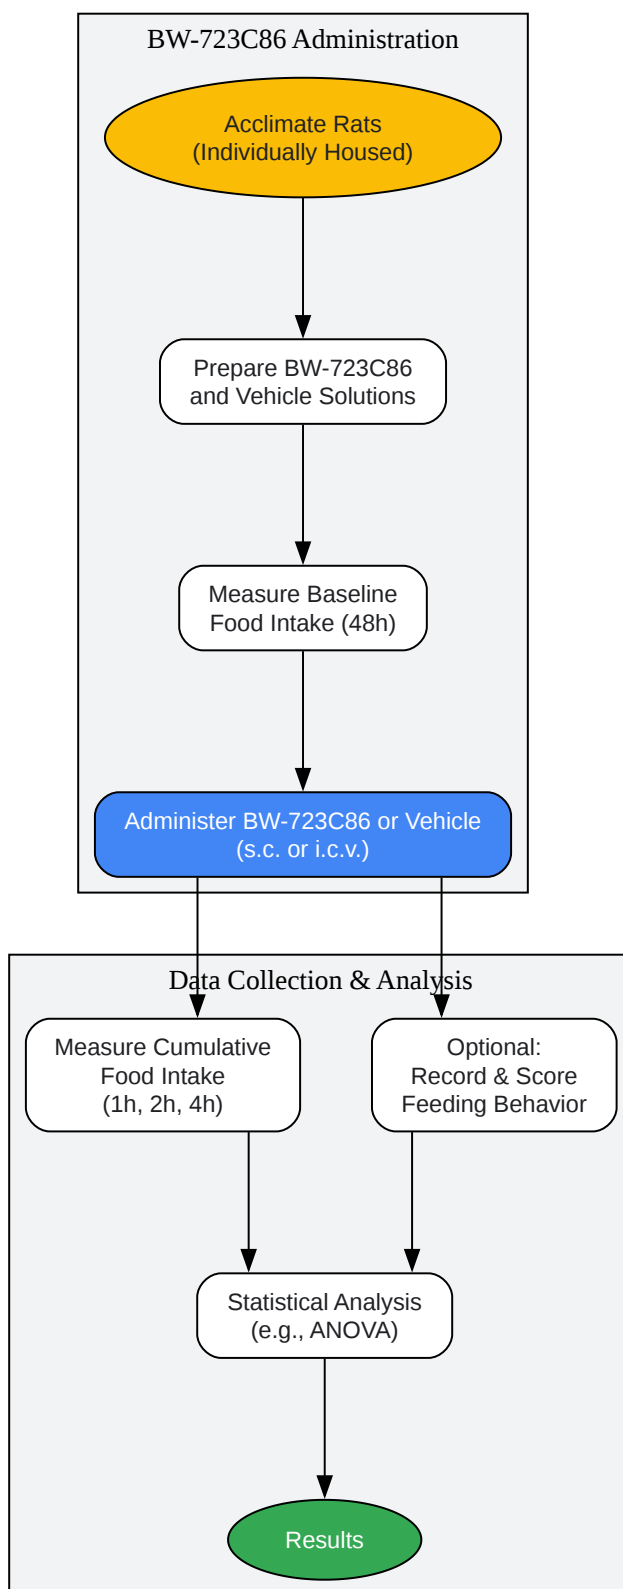 BW-723C86 Administration
Acclimate Rats
(Individually Housed)
Prepare BW-723C86
and Vehicle Solutions
Measure Baseline
Food Intake (48h)
Administer BW-723C86 or Vehicle
(s.c. or i.c.v.)
Data Collection & Analysis
Measure Cumulative
Food Intake
(1h, 2h, 4h)
Optional:
Record & Score
Feeding Behavior
Statistical Analysis
(e.g., ANOVA)
Results